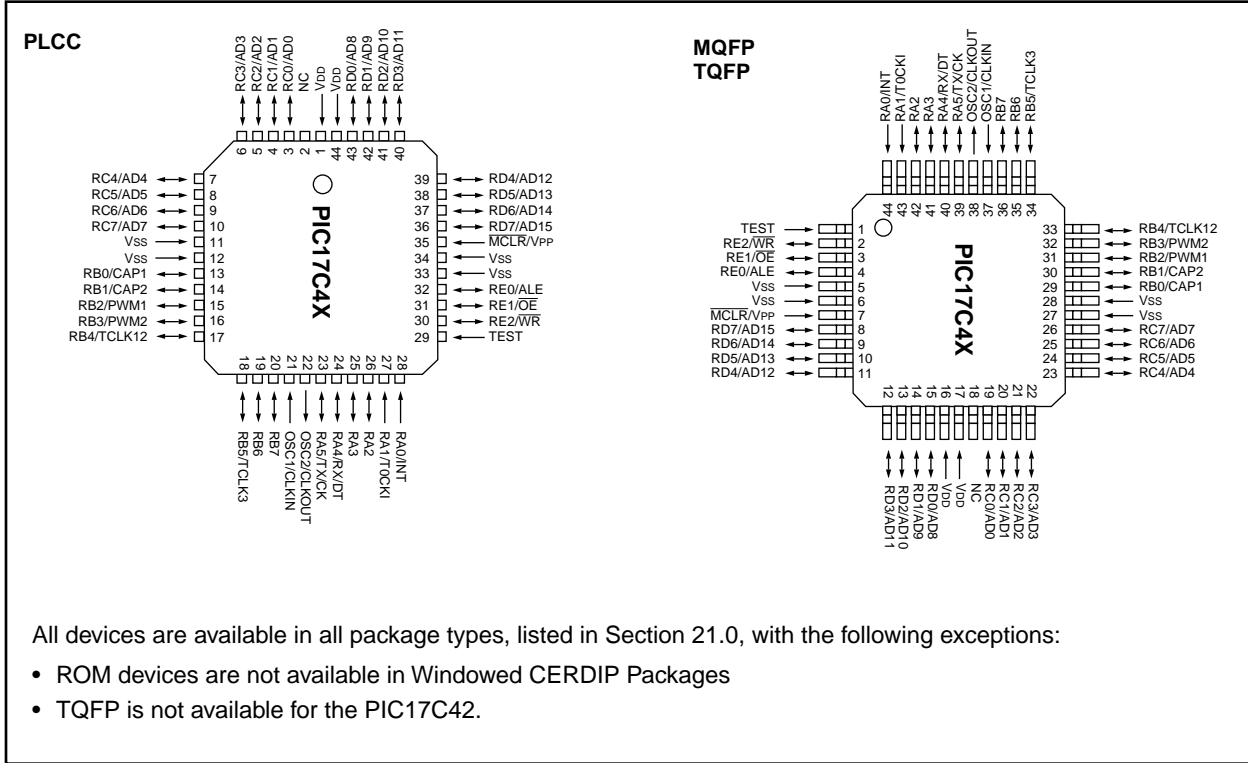 PLCC
RC3/AD3
RC2/AD2
RC1/AD1
RC0/AD0
NC
VDD
VDD
RD0/AD8
RD1/AD9
RD2/AD10
RD3/AD11
6
5
4
3
2
1
44
43
42
41
40
RC4/AD4 7
RC5/AD5 8
RC6/AD6 9
RC7/AD7 10
VSS 11
VSS 12
RB0/CAP1 13
RB1/CAP2 14
RB2/PWM1 15
RB3/PWM2 16
RB4/TCLK12 17
PIC17C4X
39 RD4/AD12
38 RD5/AD13
37 RD6/AD14
36 RD7/AD15
35 MCLR/VPP
34 VSS
33 VSS
32 RE0/ALE
31 RE1/OE
30 RE2/WR
29 TEST
18
19
20
21
22
23
24
25
26
27
28
RB5/TCLK3
RB6
RB7
OSC1/CLKIN
OSC2/CLKOUT
RA5/TX/CK
RA4/RX/DT
RA3
RA2
RA1/T0CKI
RA0/INT
MQFP
TQFP
RA0/INT
RA1/T0CKI
RA2
RA3
RA4/RX/DT
RA5/TX/CK
OSC2/CLKOUT
OSC1/CLKIN
RB7
RB6
RB5/TCLK3
44
43
42
41
40
39
38
37
36
35
34
TEST 1
RE2/WR 2
RE1/OE 3
RE0/ALE 4
VSS 5
VSS 6
MCLR/VPP 7
RD7/AD15 8
RD6/AD14 9
RD5/AD13 10
RD4/AD12 11
PIC17C4X
33 RB4/TCLK12
32 RB3/PWM2
31 RB2/PWM1
30 RB1/CAP2
29 RB0/CAP1
28 VSS
27 VSS
26 RC7/AD7
25 RC6/AD6
24 RC5/AD5
23 RC4/AD4
12
13
14
15
16
17
18
19
20
21
22
RD3/AD11
RD2/AD10
RD1/AD9
RD0/AD8
VDD
VDD
NC
RC0/AD0
RC1/AD1
RC2/AD2
RC3/AD3
All devices are available in all package types, listed in Section 21.0, with the following exceptions:
• ROM devices are not available in Windowed CERDIP Packages
• TQFP is not available for the PIC17C42.